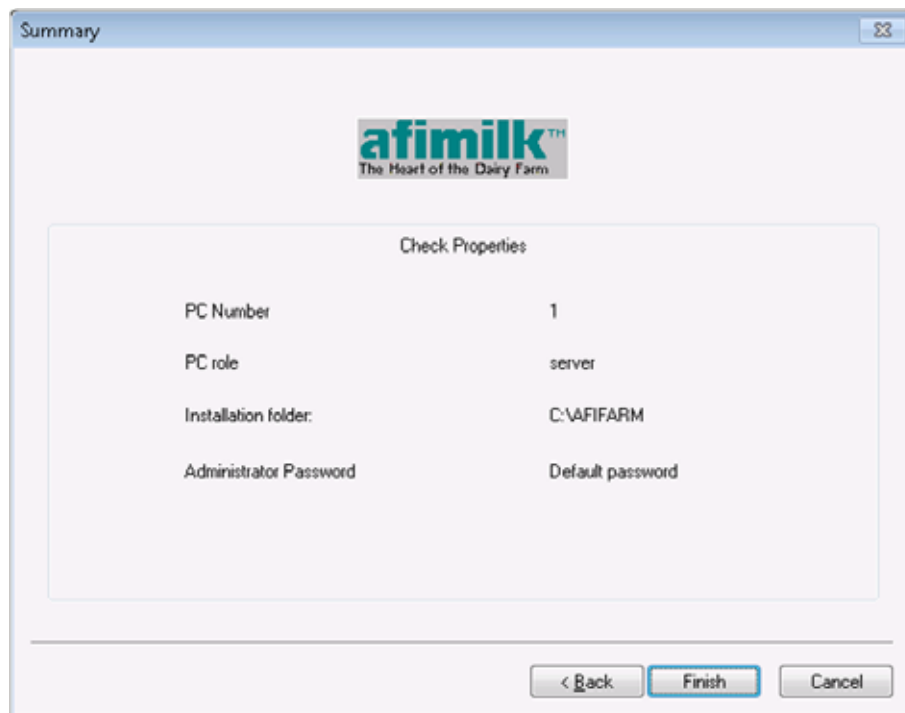 Summary
afimilk™
The Heart of the Dairy Farm
Check Properties
PC Number 1
PC role server
Installation folder: C:\AFIFARM
Administrator Password Default password
< Back Finish Cancel